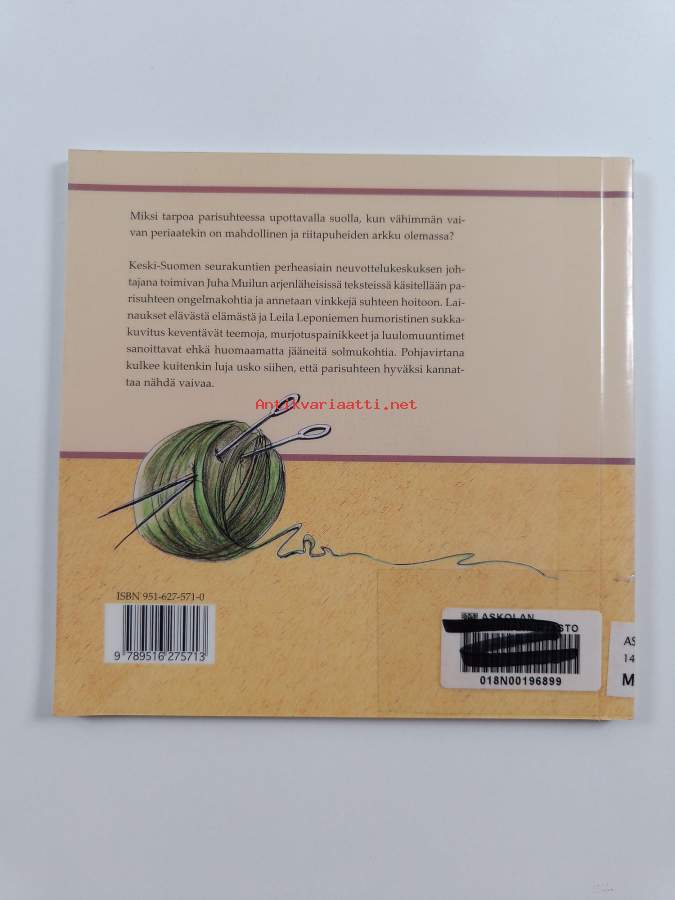 Miksi tarpoa parisuhteessa upottavalla suolla, kun vähimmän vai-
van periaatekin on mahdollinen ja riitapuheiden arkku olemassa?
Keski-Suomen seurakuntien perheasiain neuvottelukeskuksen joh-
tajana toimivan Juha Muilun arjenläheisissä teksteissä käsitellään pa-
risuhteen ongelmakohtia ja annetaan vinkkejä suhteen hoitoon. Lai-
naukset elävästä elämästä ja Leila Leponiemen humoristinen sukka-
kuvitus keventävät teemoja, murjotuspainikkeet ja luulomuuntimet
sanoittavat ehkä huomaamatta jääneitä solmukohtia. Pohjavirtana
kulkee kuitenkin luja usko siihen, että parisuhteen hyväksi kannat-
taa nähdä vaivaa.
Antikvariaatti.net
ISBN 951-627-571-0
9 789516 275713
ASKOLAN
STO
018N00196899
AS
14
M